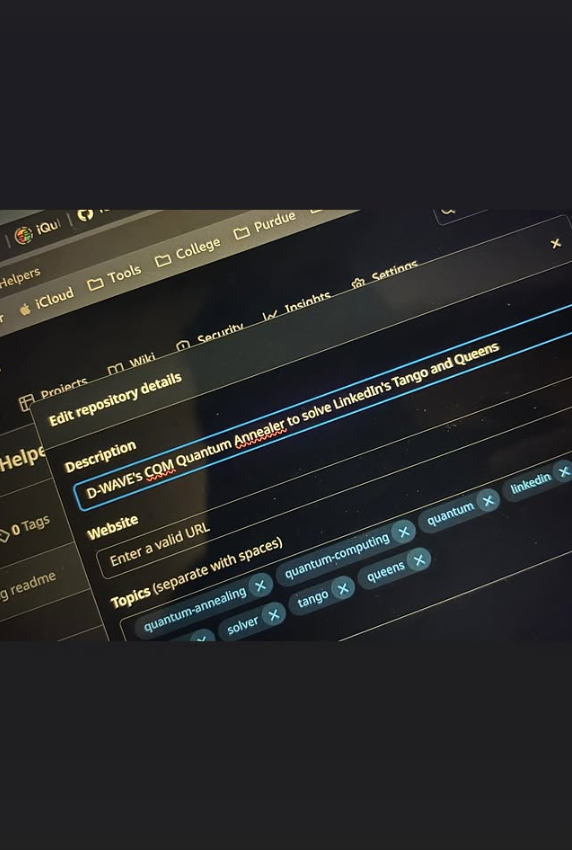 iQu
Helpers
iCloud Tools College Purdue
Projects Wiki Security Insights Settings
Edit repository details
Description
D-WAVE's CQM Quantum Annealer to solve LinkedIn's Tango and Queens
Website
Enter a valid URL
Topics (separate with spaces)
quantum-annealing quantum-computing quantum linkedin
solver tango queens
Helpe
0 Tags
g readme